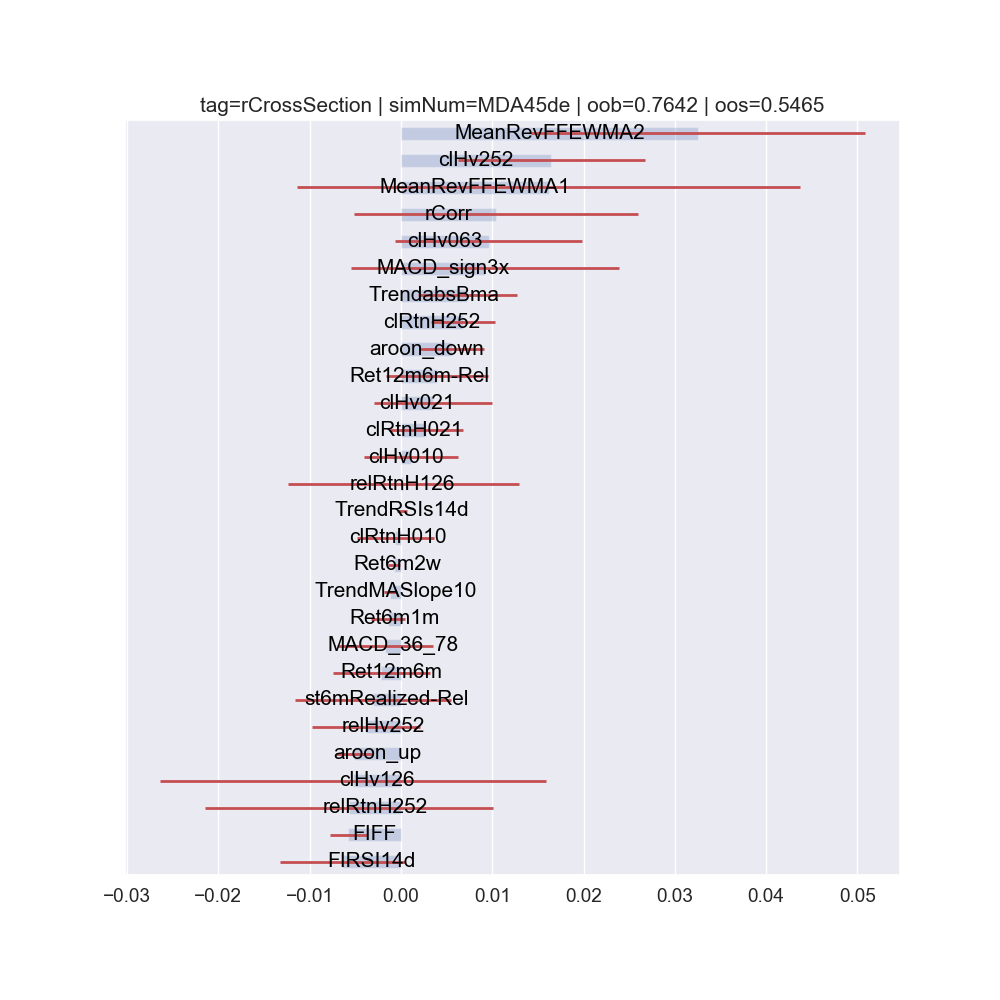 tag=rCrossSection | simNum=MDA45de | oob=0.7642 | oos=0.5465
MeanRevFFEWMA2
clHv252
MeanRevFFEWMA1
rCorr
clHv063
MACD_sign3x
TrendabsBma
clRtnH252
aroon_down
Ret12m6m-Rel
clHv021
clRtnH021
clHv010
relRtnH126
TrendRSIs14d
clRtnH010
Ret6m2w
TrendMASlope10
Ret6m1m
MACD_36_78
Ret12m6m
st6mRealized-Rel
relHv252
aroon_up
clHv126
relRtnH252
FIFF
FIRSI14d
−0.03 −0.02 −0.01 0.00 0.01 0.02 0.03 0.04 0.05